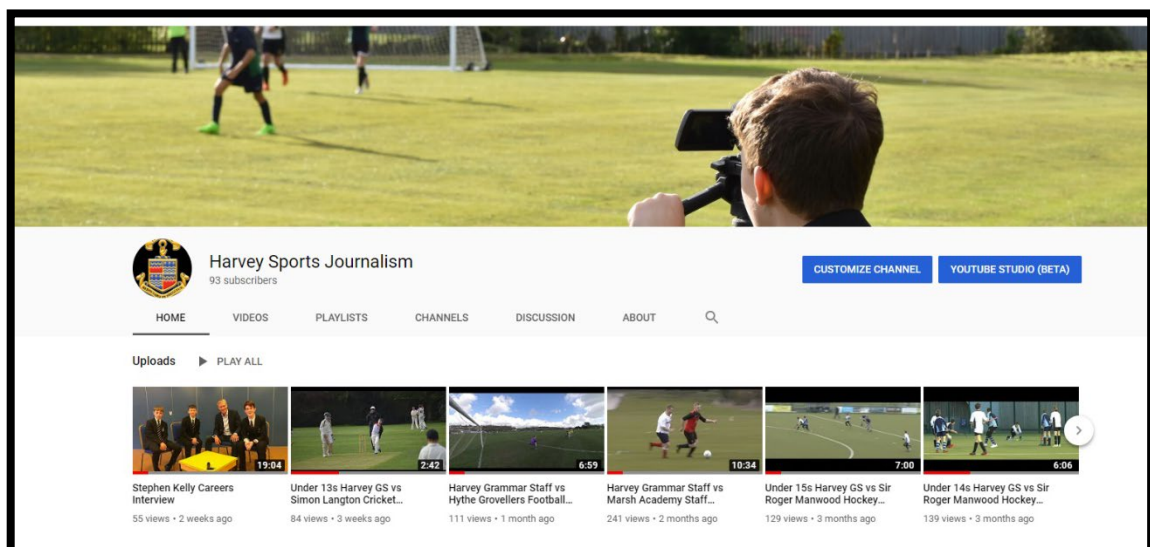 Harvey Sports Journalism
93 subscribers
CUSTOMIZE CHANNEL
YOUTUBE STUDIO (BETA)
HOME VIDEOS PLAYLISTS CHANNELS DISCUSSION ABOUT
Uploads PLAY ALL
19:04 2:42 6:59 10:34 7:00 6:06
Stephen Kelly Careers
Interview
55 views • 2 weeks ago
Under 13s Harvey GS vs
Simon Langton Cricket...
84 views • 3 weeks ago
Harvey Grammar Staff vs
Hythe Grovellers Football...
111 views • 1 month ago
Harvey Grammar Staff vs
Marsh Academy Staff...
241 views • 2 months ago
Under 15s Harvey GS vs Sir
Roger Manwood Hockey...
129 views • 3 months ago
Under 14s Harvey GS vs Sir
Roger Manwood Hockey...
139 views • 3 months ago